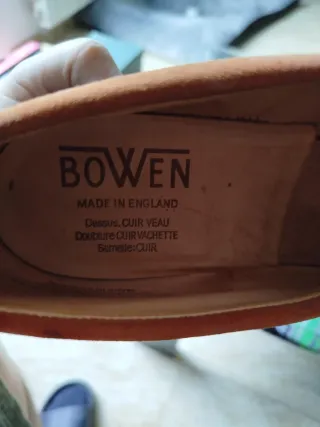 BOWEN
MADE IN ENGLAND
Dessus: CUIR VEAU
Doublure: CUIR VACHETTE
Semelle: CUIR